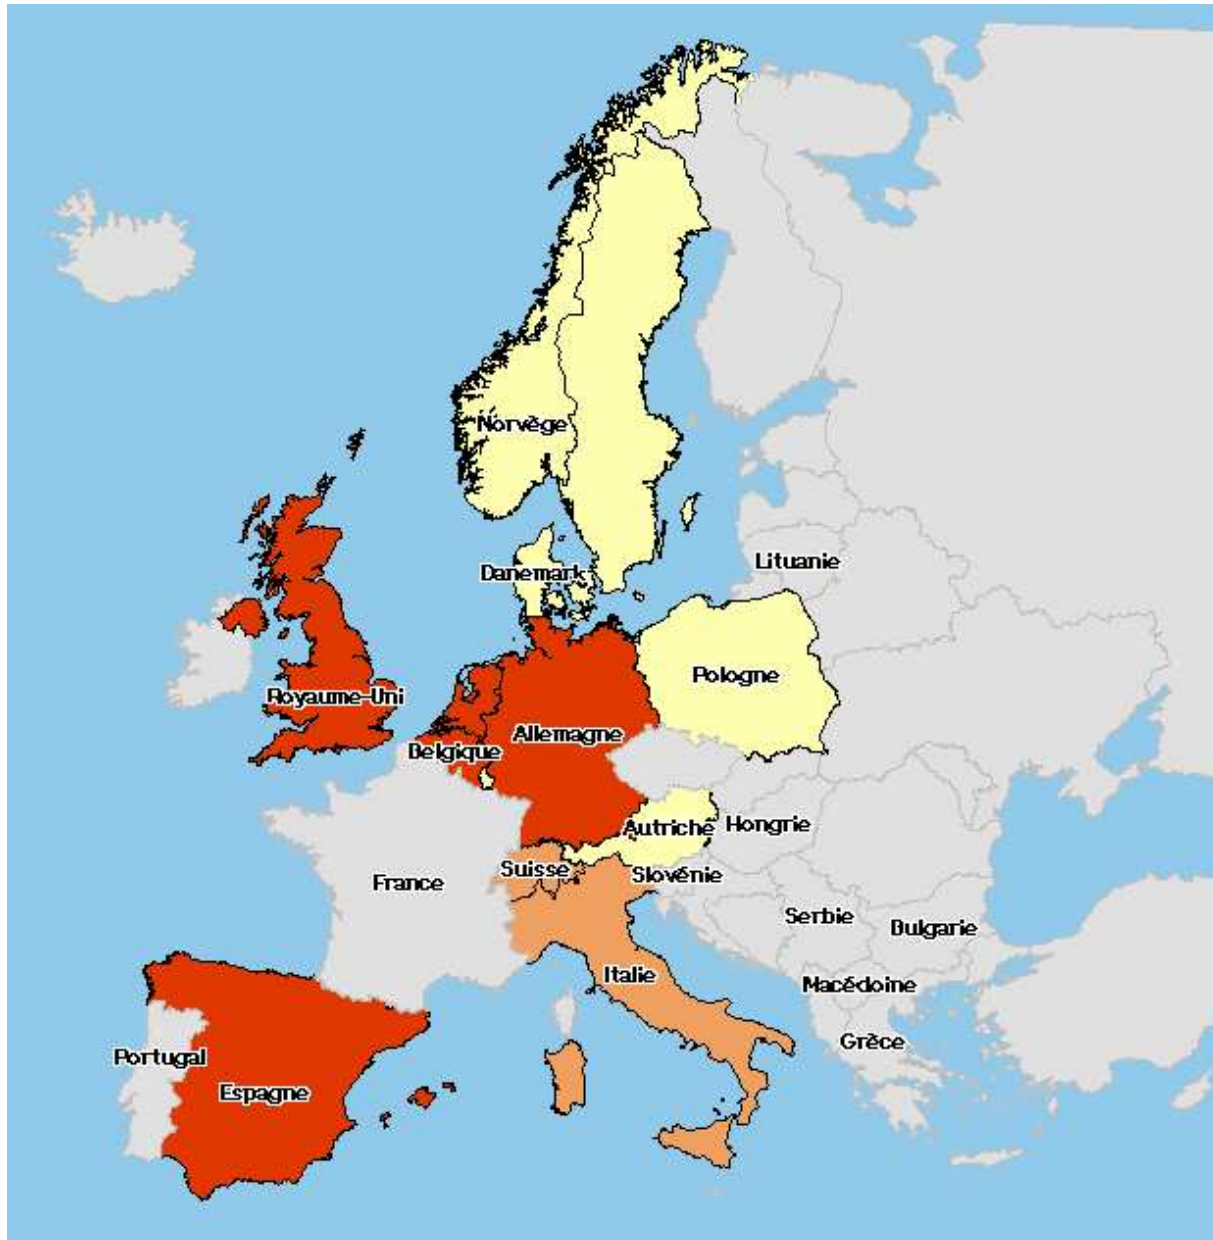 Norvège
Lituanie
Danemark
Pologne
Royaume-Uni
Allemagne
Belgique
Autriche
Hongrie
Suisse
Slovénie
France
Serbie
Bulgarie
Italie
Macédoine
Grèce
Portugal
Espagne